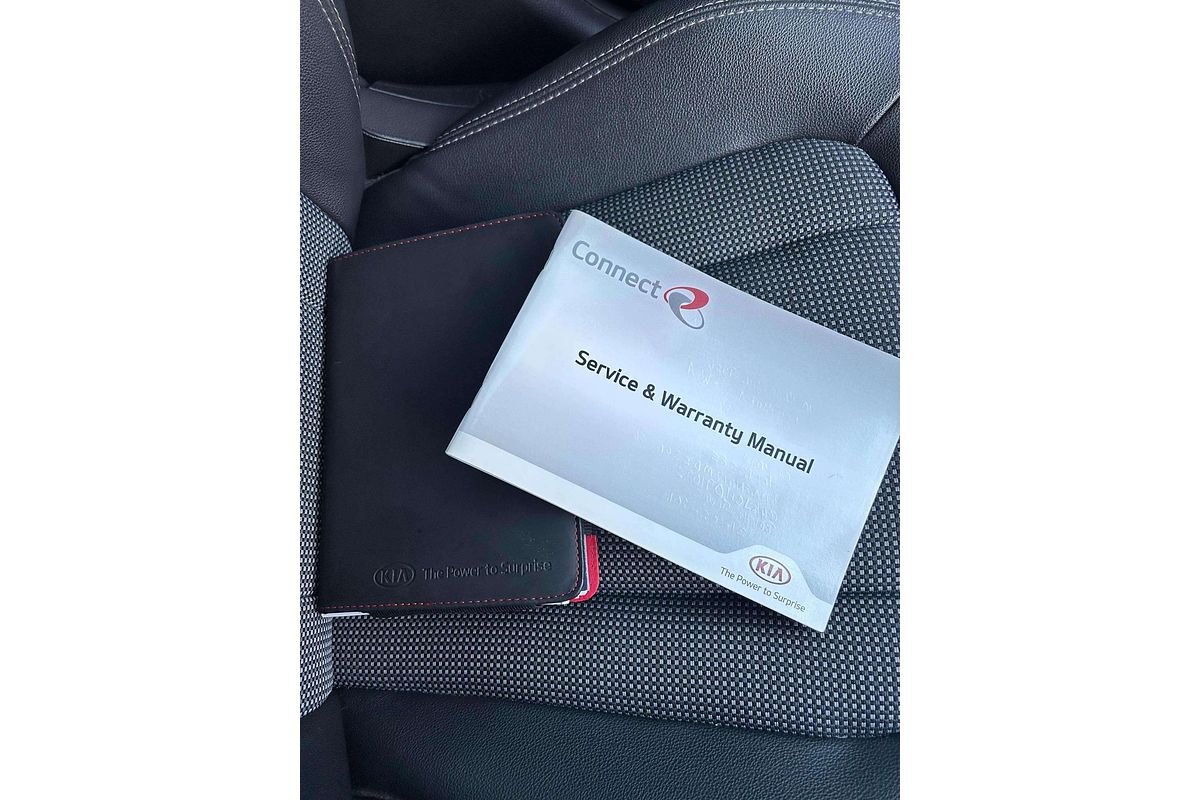 Connect
Service & Warranty Manual
KIA
The Power to Surprise
KIA The Power to Surprise